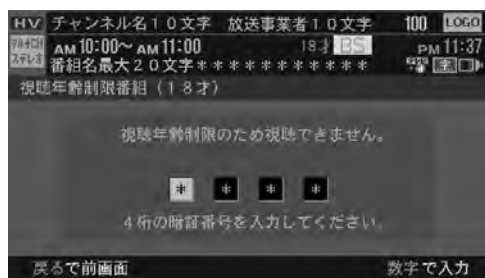 HV チャンネル名10文字 放送事業者10文字 100 LOGO
ステレオ AM 10:00~ AM 11:00 18才 BS PM 11:37
番組名最大20文字*********** 字
視聴年齢制限番組(18才)
視聴年齢制限のため視聴できません。
* * * *
4桁の暗証番号を入力してください。
戻るで前画面 数字で入力